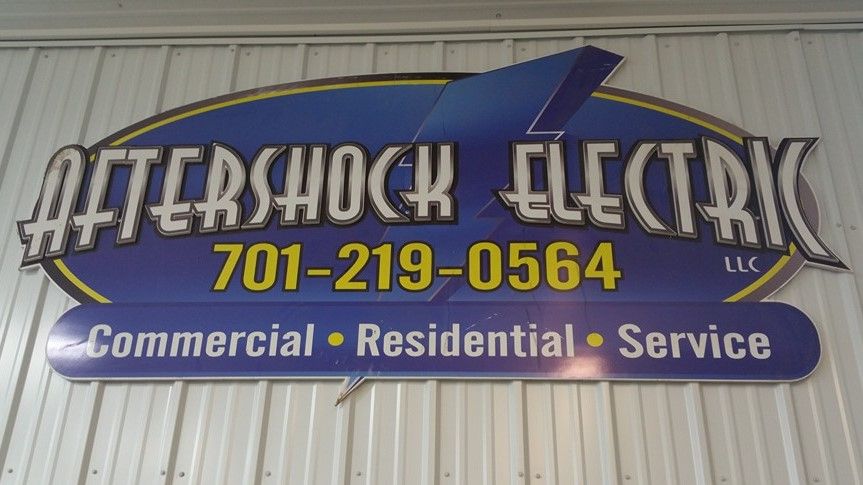 AFTERSHOCK ELECTRIC
LLC
701-219-0564
Commercial • Residential • Service